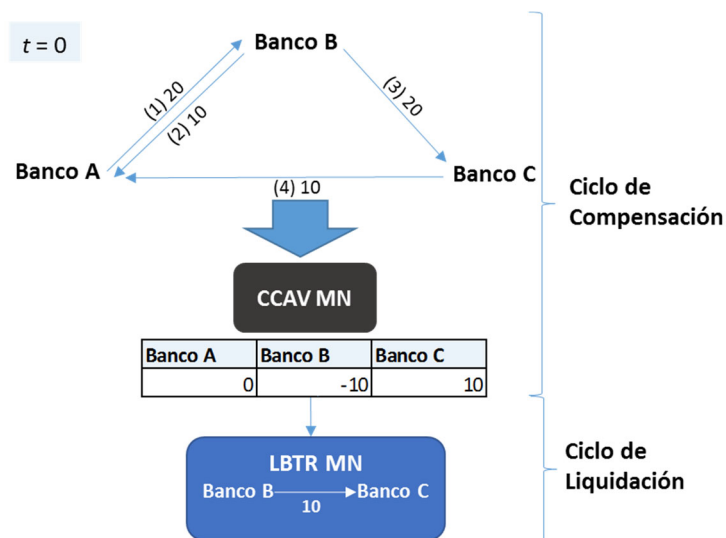 t = 0
Banco B
(1) 20
(2) 10
(3) 20
Banco A
Banco C
(4) 10
Ciclo de
Compensación
CCAV MN
Banco A Banco B Banco C
0 -10 10
LBTR MN
Banco B Banco C
10
Ciclo de
Liquidación